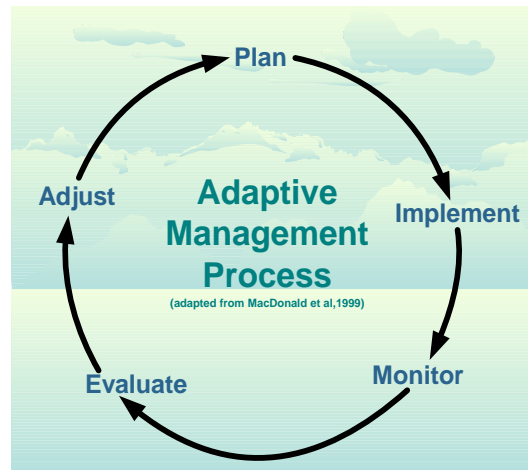 Plan
Implement
Monitor
Evaluate
Adjust
Adaptive
Management
Process
(adapted from MacDonald et al,1999)